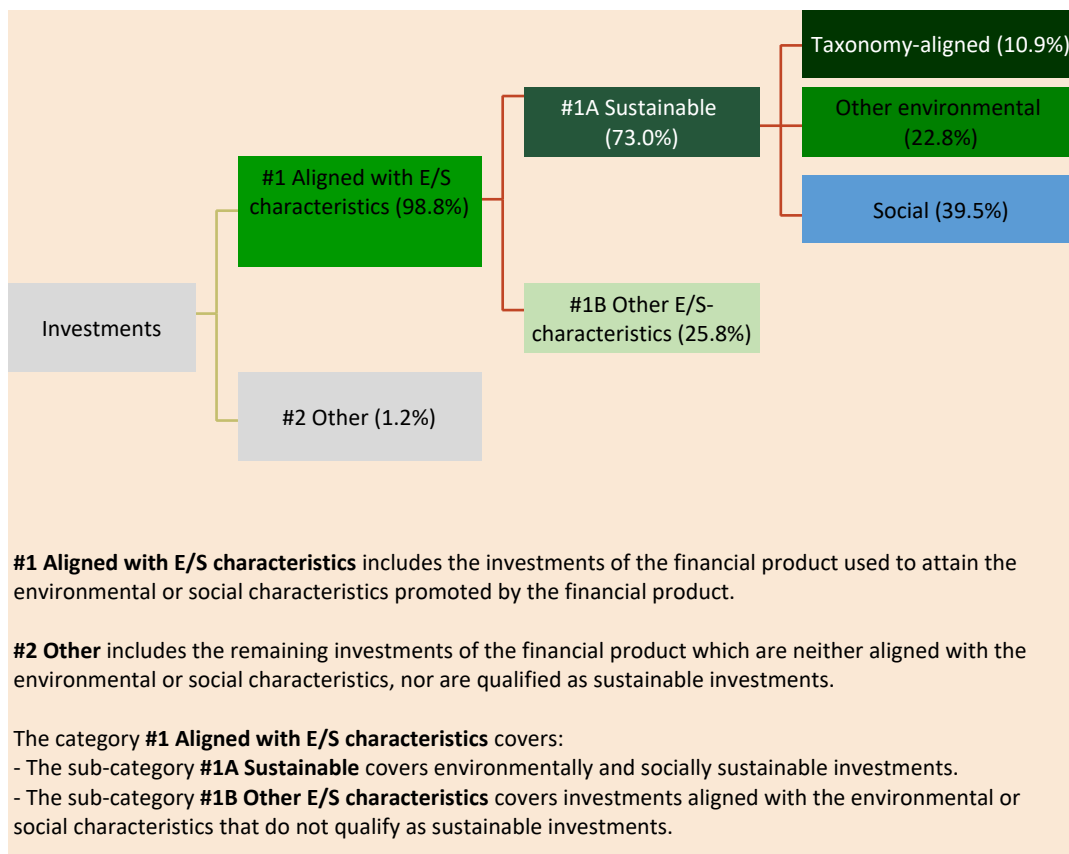 Taxonomy-aligned (10.9%)
#1A Sustainable
(73.0%)
Other environmental
(22.8%)
#1 Aligned with E/S
characteristics (98.8%)
Social (39.5%)
Investments
#1B Other E/S-
characteristics (25.8%)
#2 Other (1.2%)
#1 Aligned with E/S characteristics includes the investments of the financial product used to attain the
environmental or social characteristics promoted by the financial product.
#2 Other includes the remaining investments of the financial product which are neither aligned with the
environmental or social characteristics, nor are qualified as sustainable investments.
The category #1 Aligned with E/S characteristics covers:
- The sub-category #1A Sustainable covers environmentally and socially sustainable investments.
- The sub-category #1B Other E/S characteristics covers investments aligned with the environmental or
social characteristics that do not qualify as sustainable investments.